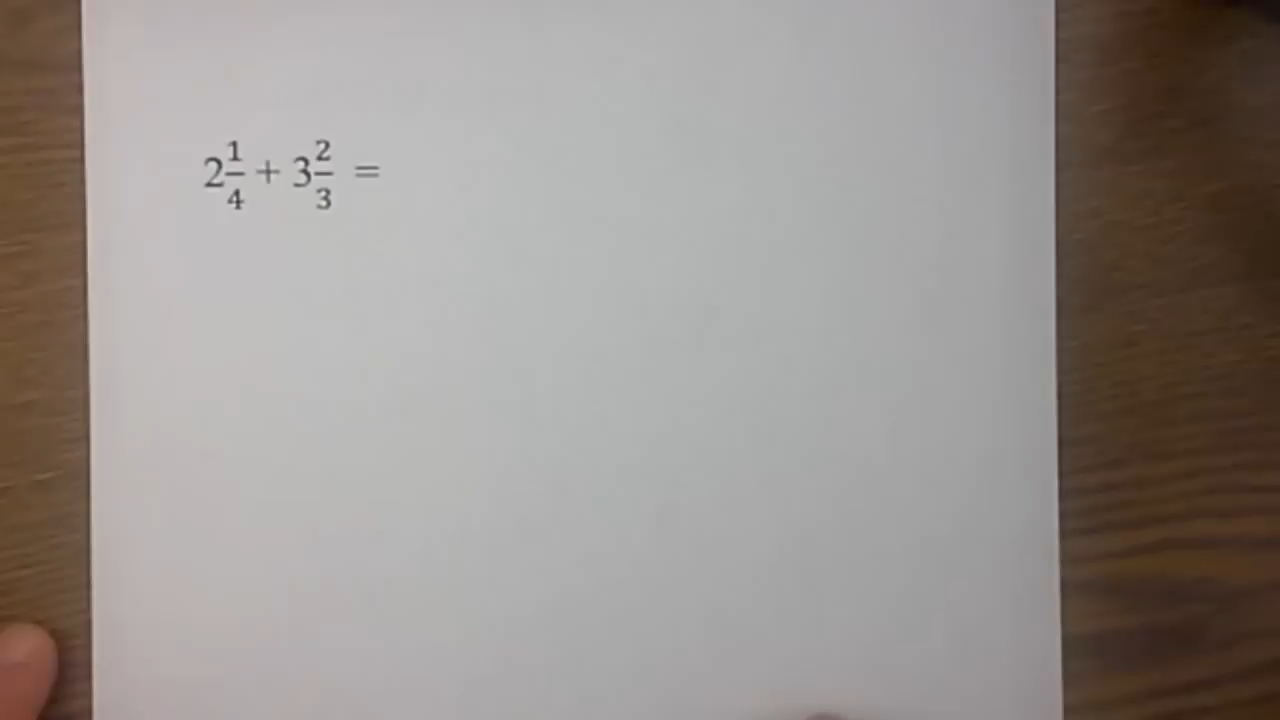 2 1/4 + 3 2/3 =